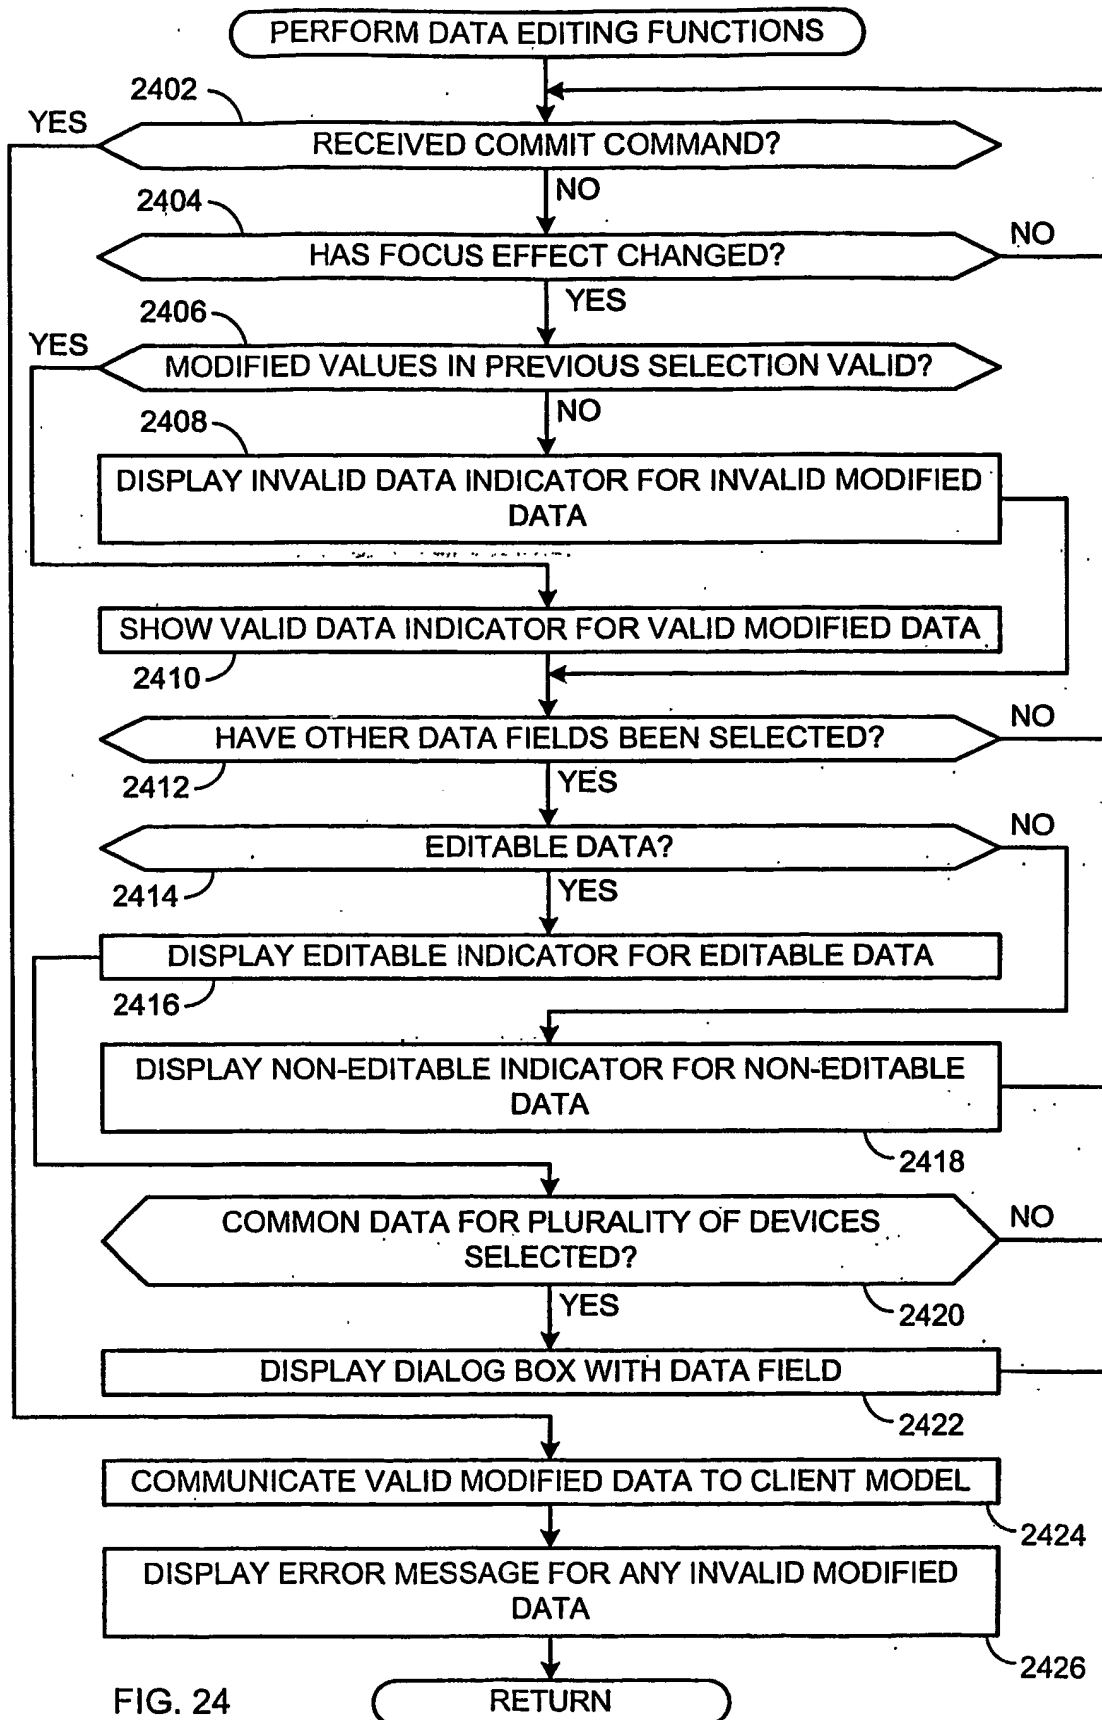 PERFORM DATA EDITING FUNCTIONS
2402
YES
RECEIVED COMMIT COMMAND?
NO
2404
NO
HAS FOCUS EFFECT CHANGED?
YES
2406
YES
MODIFIED VALUES IN PREVIOUS SELECTION VALID?
NO
2408
DISPLAY INVALID DATA INDICATOR FOR INVALID MODIFIED
DATA
SHOW VALID DATA INDICATOR FOR VALID MODIFIED DATA
2410
NO
HAVE OTHER DATA FIELDS BEEN SELECTED?
2412
YES
NO
EDITABLE DATA?
2414
YES
DISPLAY EDITABLE INDICATOR FOR EDITABLE DATA
2416
DISPLAY NON-EDITABLE INDICATOR FOR NON-EDITABLE
DATA
2418
COMMON DATA FOR PLURALITY OF DEVICES
SELECTED?
NO
YES
2420
DISPLAY DIALOG BOX WITH DATA FIELD
2422
COMMUNICATE VALID MODIFIED DATA TO CLIENT MODEL
2424
DISPLAY ERROR MESSAGE FOR ANY INVALID MODIFIED
DATA
2426
FIG. 24
RETURN